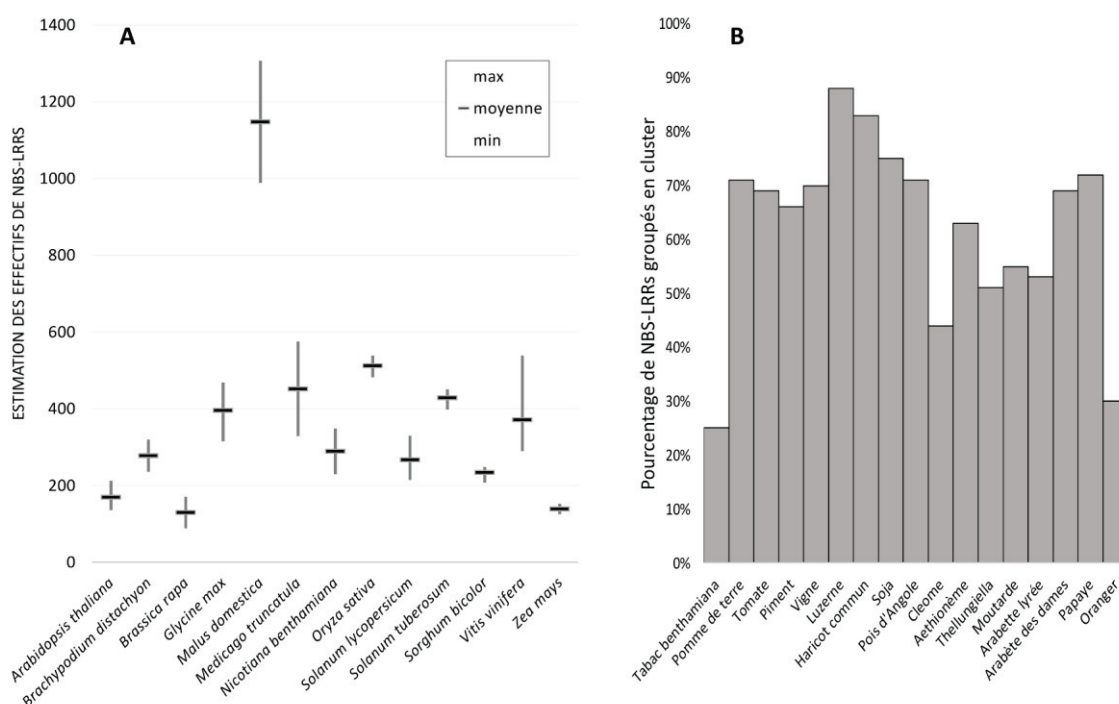 A
ESTIMATION DES EFFECTIFS DE NBS-LRRS
1400
1200
1000
800
600
400
200
0
max
moyenne
min
Arabidopsis thaliana
Brachypodium distachyon
Brassica rapa
Glycine max
Malus domestica
Medicago truncatula
Nicotiana benthamiana
Oryza sativa
Solanum lycopersicum
Solanum tuberosum
Sorghum bicolor
Vitis vinifera
Zea mays
B
Pourcentage de NBS-LRRs groupés en cluster
100%
90%
80%
70%
60%
50%
40%
30%
20%
10%
0%
Tabac benthamiana
Pomme de terre
Tomate
Piment
Vigne
Luzerne
Haricot commun
Soja
Pois d'Angole
Cleome
Aethionème
Thellungiella
Moutarde
Arabette lyrée
Arabète des dames
Papaye
Oranger